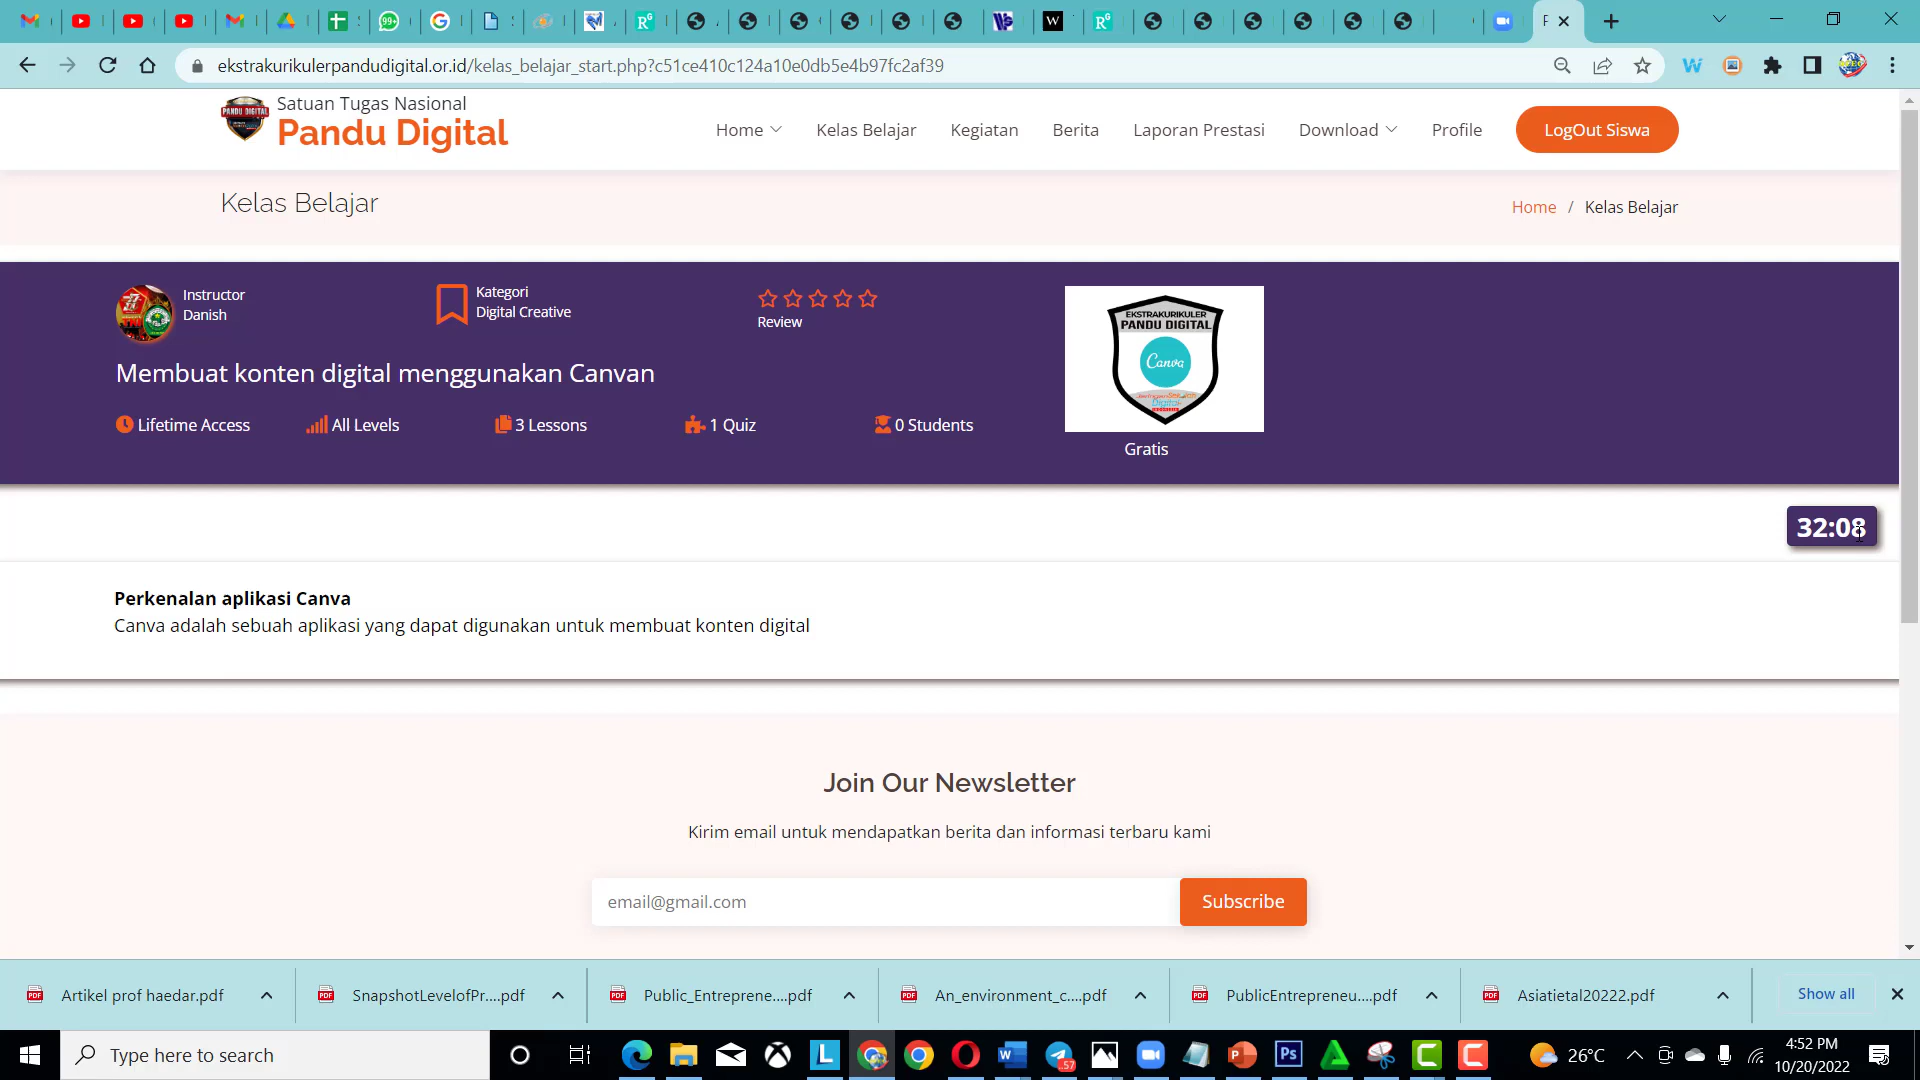 ekstrakurikulerpandudigital.or.id/kelas_belajar_start.php?c51ce410c124a10e0db5e4b97fc2af39
Satuan Tugas Nasional
Pandu Digital
Home
Kelas Belajar
Kegiatan
Berita
Laporan Prestasi
Download
Profile
LogOut Siswa
Kelas Belajar
Home / Kelas Belajar
Instructor
Danish
Kategori
Digital Creative
Review
EKSTRAKURIKULER
PANDU DIGITAL
Canva
Membuat konten digital menggunakan Canvan
Lifetime Access
All Levels
3 Lessons
1 Quiz
0 Students
Gratis
32:08
Perkenalan aplikasi Canva
Canva adalah sebuah aplikasi yang dapat digunakan untuk membuat konten digital
Join Our Newsletter
Kirim email untuk mendapatkan berita dan informasi terbaru kami
email@gmail.com
Subscribe
Artikel prof haedar.pdf
SnapshotLevelofPr....pdf
Public_Entreprene....pdf
An_environment_c....pdf
PublicEntrepreneu....pdf
Asiatietal20222.pdf
Show all
Type here to search
57
26°C
4:52 PM
10/20/2022